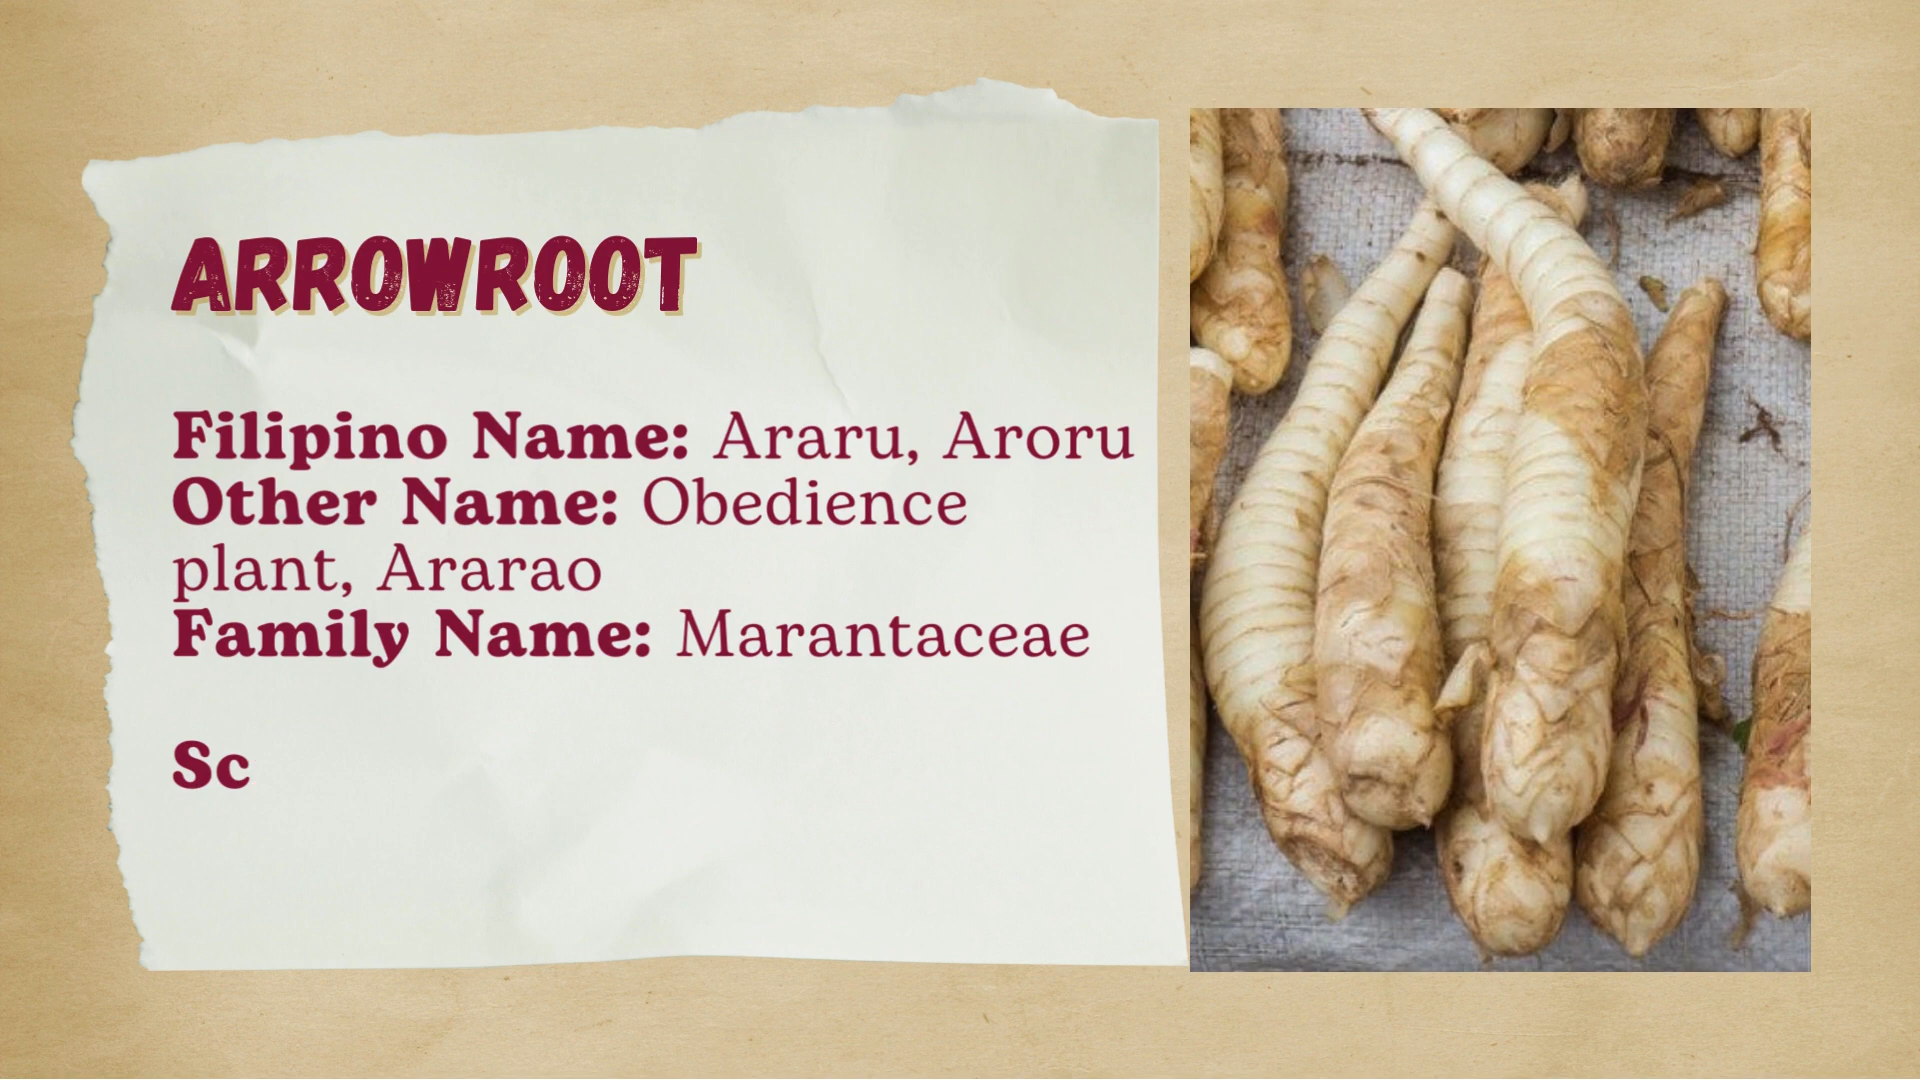 ARROWROOT
Filipino Name: Araru, Aroru
Other Name: Obedience
plant, Ararao
Family Name: Marantaceae
Sc